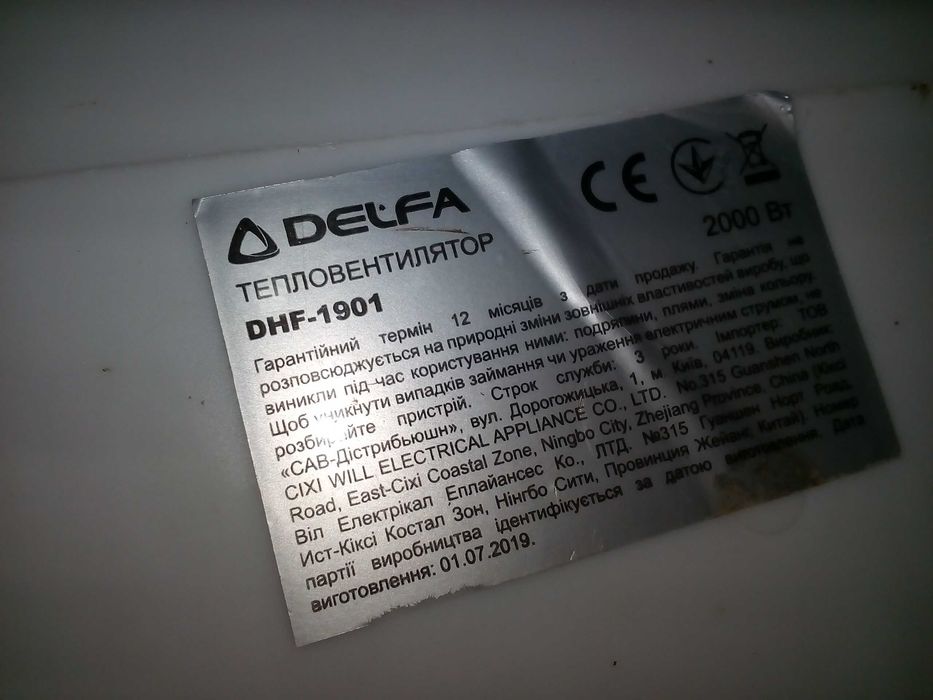 DELFA
CE
ТЕПЛОВЕНТИЛЯТОР
2000 Вт
DHF-1901
Гарантійний термін 12 місяців з дати продажу. Гарантія не
розповсюджується на природні зміни зовнішніх властивостей виробу, що
виникли під час користування ними: подряпини, плями, зміна кольору.
Щоб уникнути випадків займання чи ураження електричним струмом, не
розбирайте пристрій. Строк служби: 3 роки. Імпортер: ТОВ
«САВ-Дістрибьюшн», вул. Дорогожицька, 1, м Київ, 04119. Виробник:
CIXI WILL ELECTRICAL APPLIANCE CO., LTD. No.315 Guanshen North
Road, East-Cixi Coastal Zone, Ningbo City, Zhejiang Province, China (Кіксі
Віл Електрікал Еплайансес Ко., ЛТД. №315 Гуаншен Норт Роад,
Ист-Кіксі Костал Зон, Нінгбо Сити, Провинция Жейанг, Китай). Номер
партії виробництва ідентифікується за датою виготовлення. Дата
виготовлення: 01.07.2019.